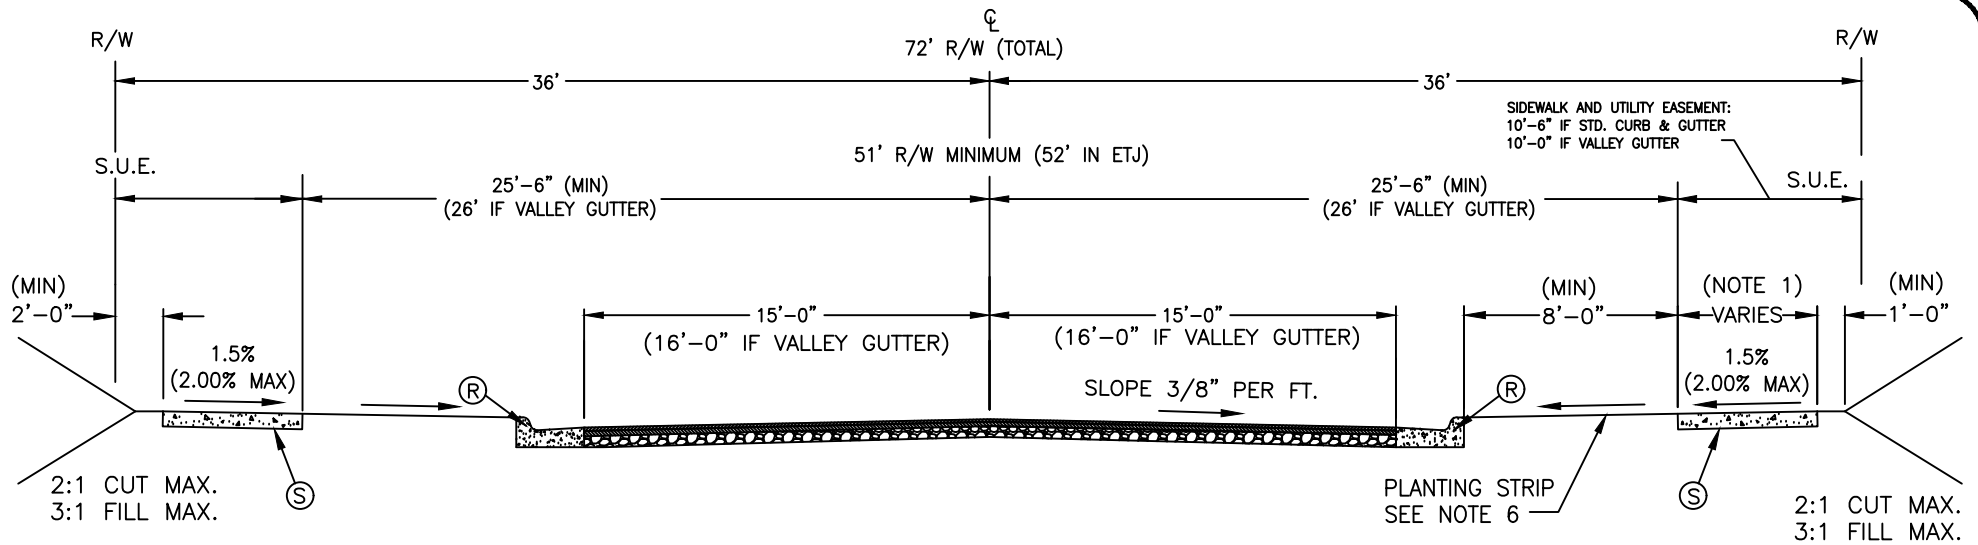 ℄
R/W
72' R/W (TOTAL)
R/W
36'
36'
SIDEWALK AND UTILITY EASEMENT:
10'-6" IF STD. CURB & GUTTER
10'-0" IF VALLEY GUTTER
51' R/W MINIMUM (52' IN ETJ)
S.U.E.
S.U.E.
25'-6" (MIN)
(26' IF VALLEY GUTTER)
25'-6" (MIN)
(26' IF VALLEY GUTTER)
(MIN)
2'-0"
15'-0"
(16'-0" IF VALLEY GUTTER)
15'-0"
(16'-0" IF VALLEY GUTTER)
(MIN)
8'-0"
(NOTE 1)
VARIES
(MIN)
1'-0"
1.5%
(2.00% MAX)
R
SLOPE 3/8" PER FT.
R
1.5%
(2.00% MAX)
2:1 CUT MAX.
3:1 FILL MAX.
S
PLANTING STRIP
SEE NOTE 6
S
2:1 CUT MAX.
3:1 FILL MAX.